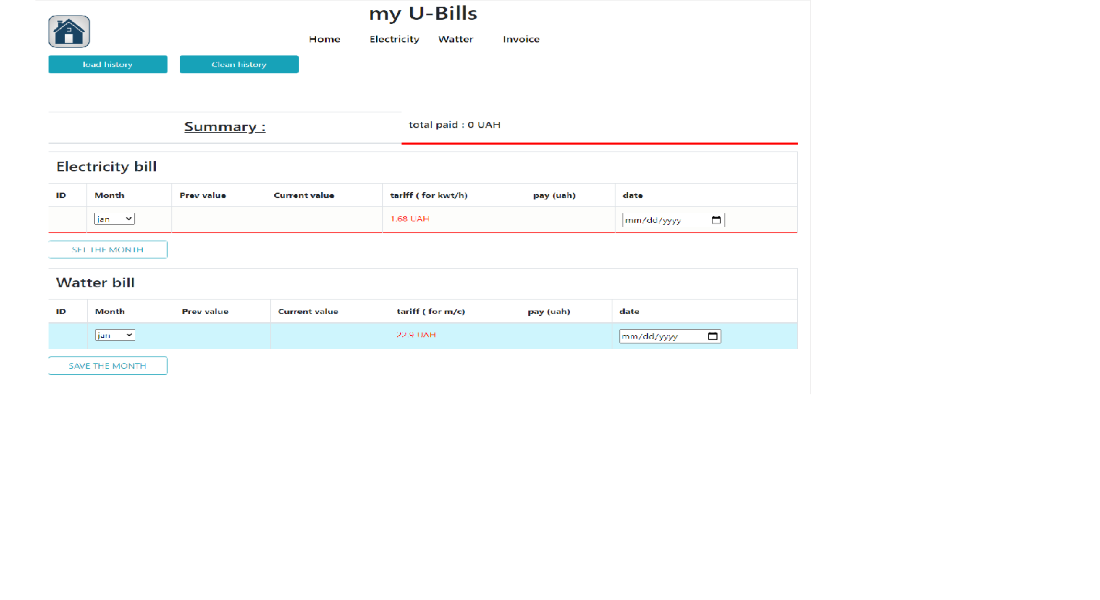 my U-Bills
Home Electricity Watter Invoice
load history Clean history
Summary : total paid : 0 UAH
Electricity bill
ID Month Prev value Current value tariff ( for kwt/h) pay (uah) date
jan 1.68 UAH mm/dd/yyyy
SET THE MONTH
Watter bill
ID Month Prev value Current value tariff ( for m/c) pay (uah) date
jan 22.9 UAH mm/dd/yyyy
SAVE THE MONTH